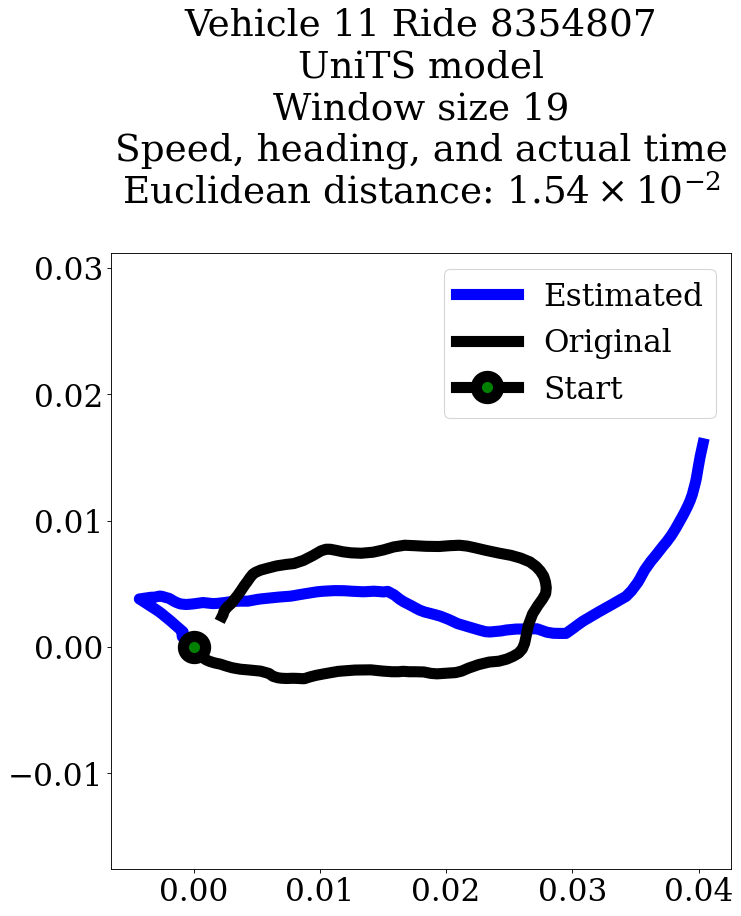 Vehicle 11 Ride 8354807
UniTS model
Window size 19
Speed, heading, and actual time
Euclidean distance: 1.54 × 10⁻²
Estimated
Original
Start
0.03
0.02
0.01
0.00
−0.01
0.00 0.01 0.02 0.03 0.04